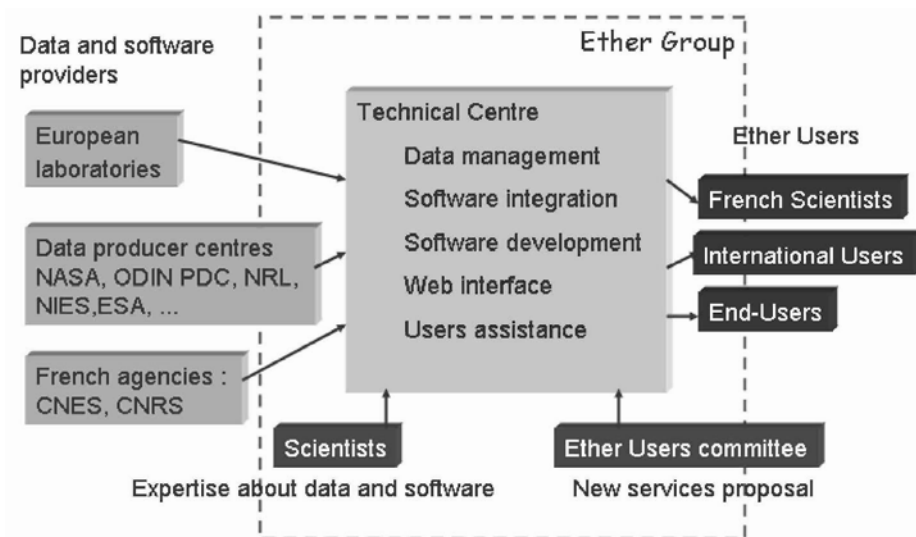 Data and software
providers
Ether Group
European
laboratories
Data producer centres
NASA, ODIN PDC, NRL,
NIES,ESA, ...
French agencies :
CNES, CNRS
Technical Centre
Data management
Software integration
Software development
Web interface
Users assistance
Ether Users
French Scientists
International Users
End-Users
Scientists
Expertise about data and software
Ether Users committee
New services proposal